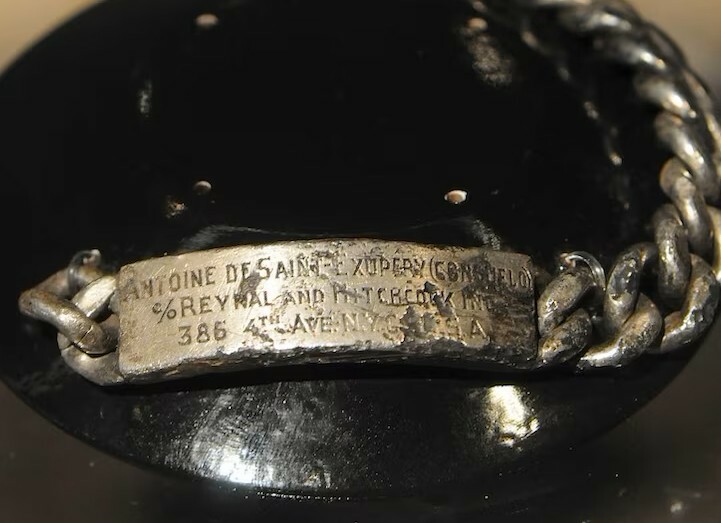 ANTOINE DE SAINT-EXUPERY (CONSUELO)
c/o REYNAL AND HITCHCOCK INC.
386 4TH AVE. N.Y.C. U.S.A.